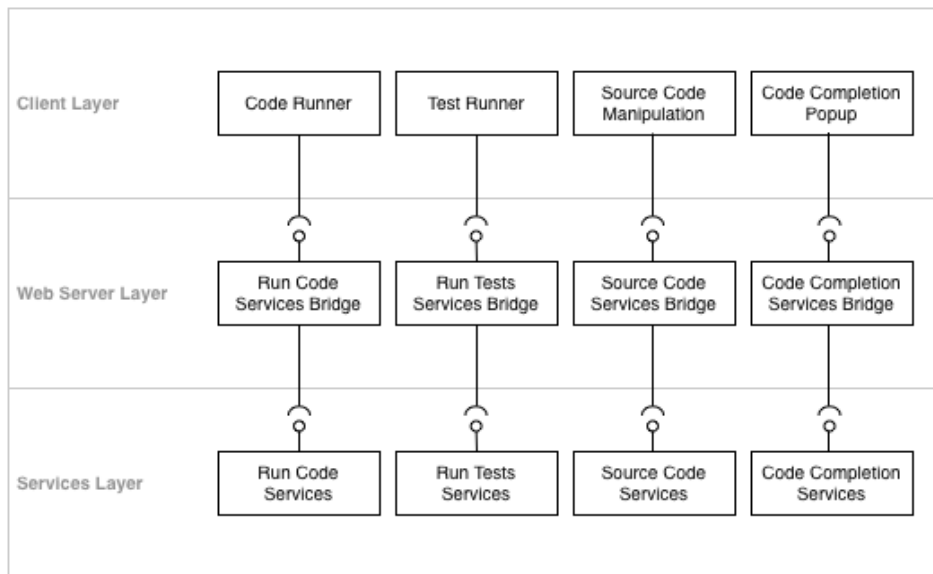 Client Layer
Code Runner
Test Runner
Source Code
Manipulation
Code Completion
Popup
Web Server Layer
Run Code
Services Bridge
Run Tests
Services Bridge
Source Code
Services Bridge
Code Completion
Services Bridge
Services Layer
Run Code
Services
Run Tests
Services
Source Code
Services
Code Completion
Services